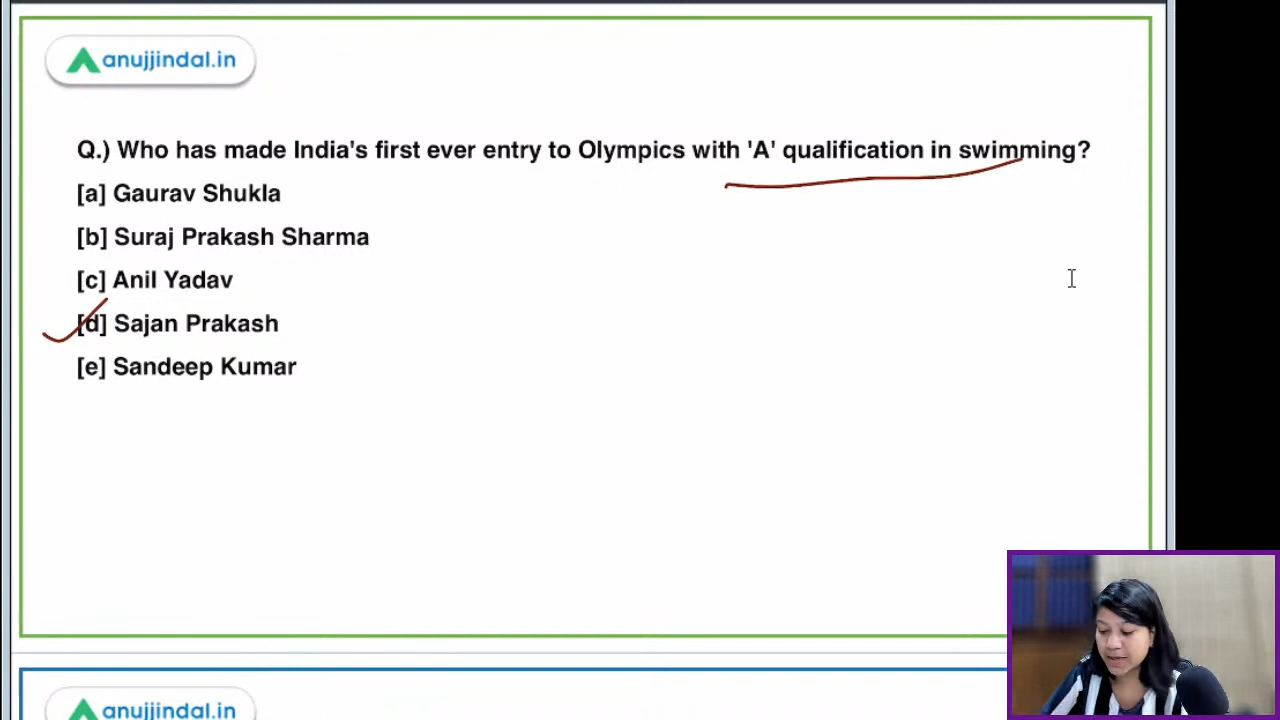 anujjindal.in
Q.) Who has made India's first ever entry to Olympics with 'A' qualification in swimming?
[a] Gaurav Shukla
[b] Suraj Prakash Sharma
[c] Anil Yadav
[d] Sajan Prakash
[e] Sandeep Kumar
anujjindal.in